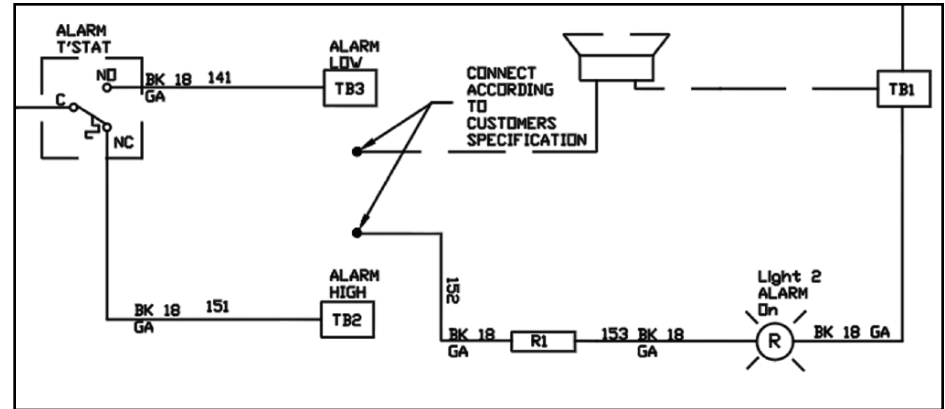 ALARM
T'STAT
NO
C
NC
BK 18 141
GA
ALARM
LOW
TB3
CONNECT
ACCORDING
TO
CUSTOMERS
SPECIFICATION
TB1
BK 18 151
GA
ALARM
HIGH
TB2
152
BK 18
GA
R1
153 BK 18
GA
Light 2
ALARM
On
R
BK 18 GA